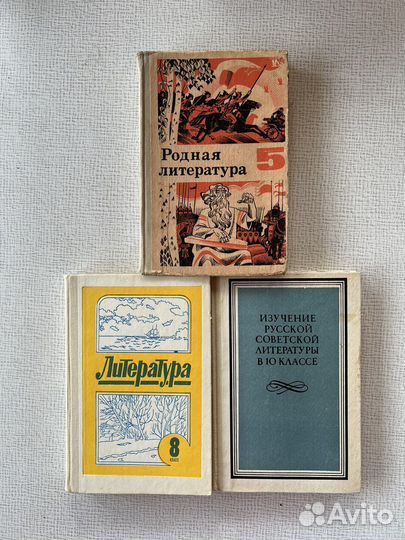 Родная
литература 5
Литература
8
класс
ИЗУЧЕНИЕ
РУССКОЙ
СОВЕТСКОЙ
ЛИТЕРАТУРЫ
В 10 КЛАССЕ
Avito